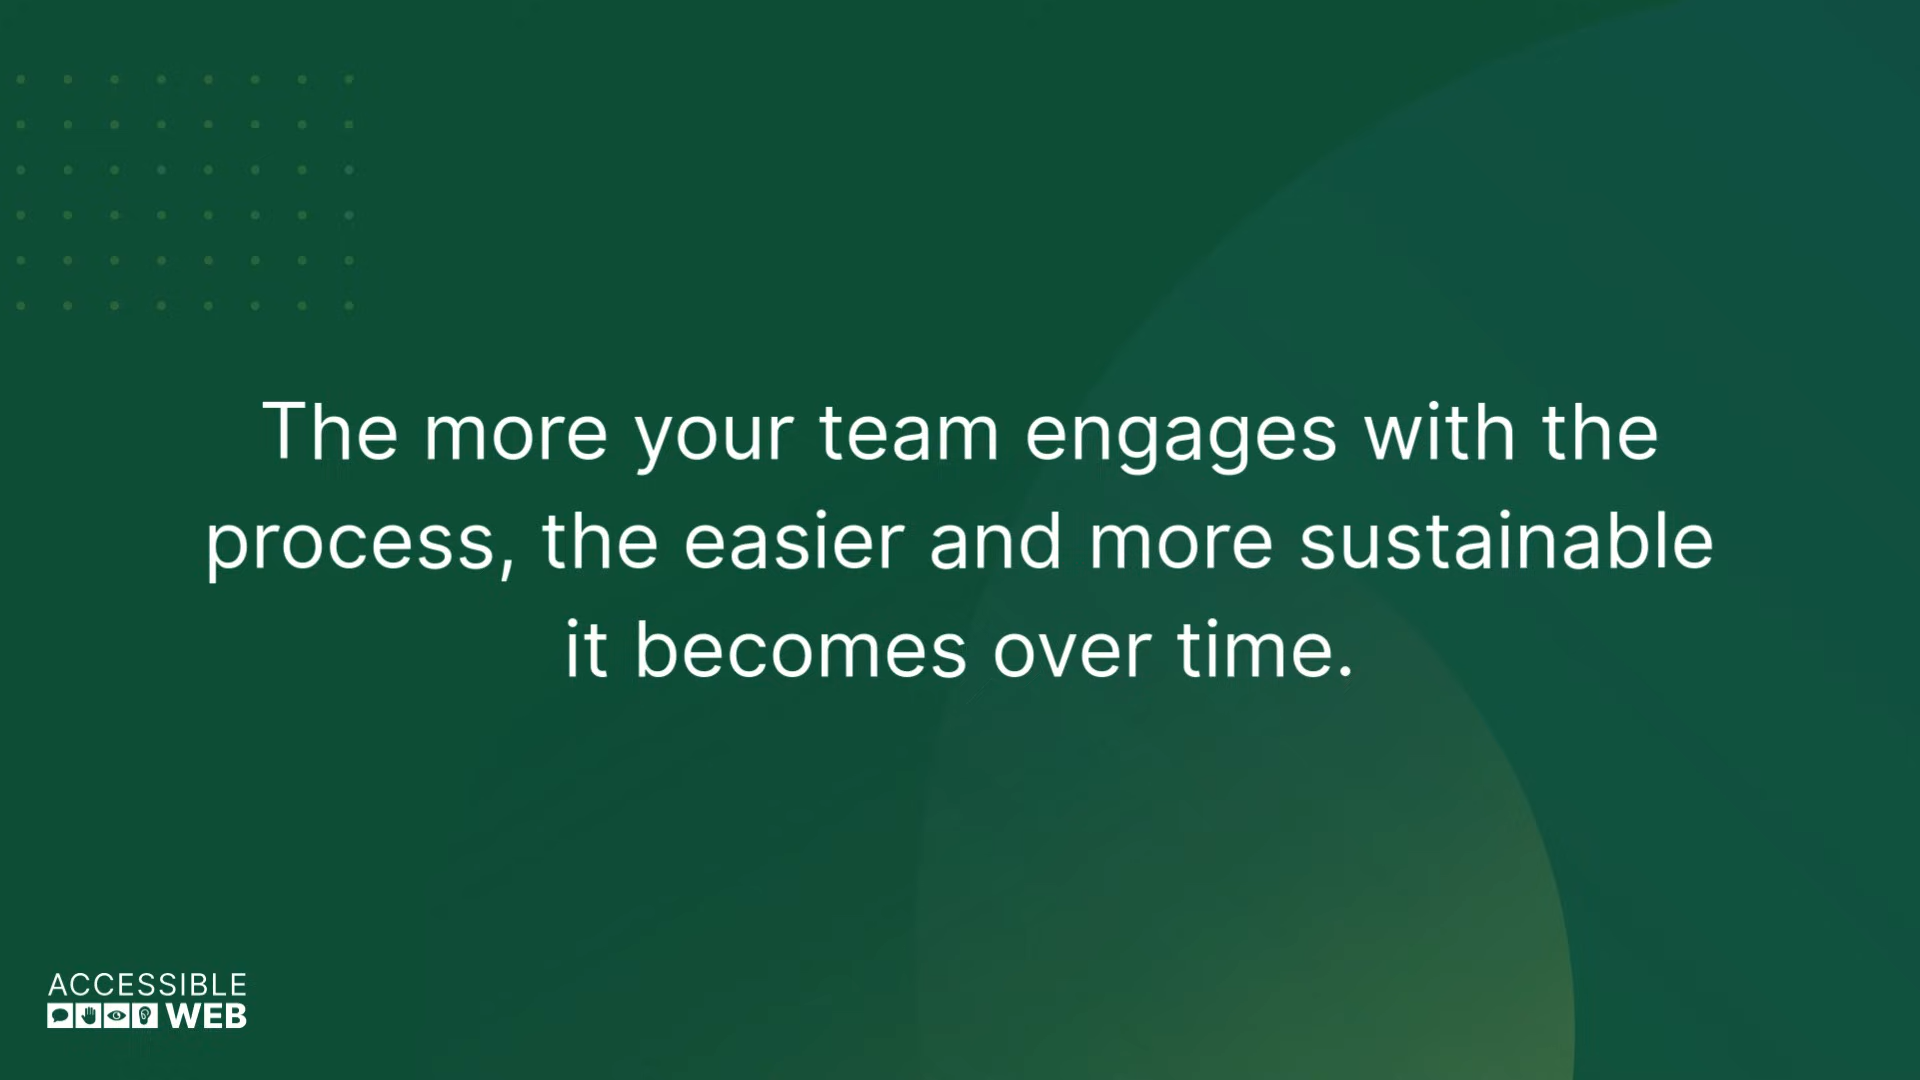 The more your team engages with the
process, the easier and more sustainable
it becomes over time.
ACCESSIBLE
WEB